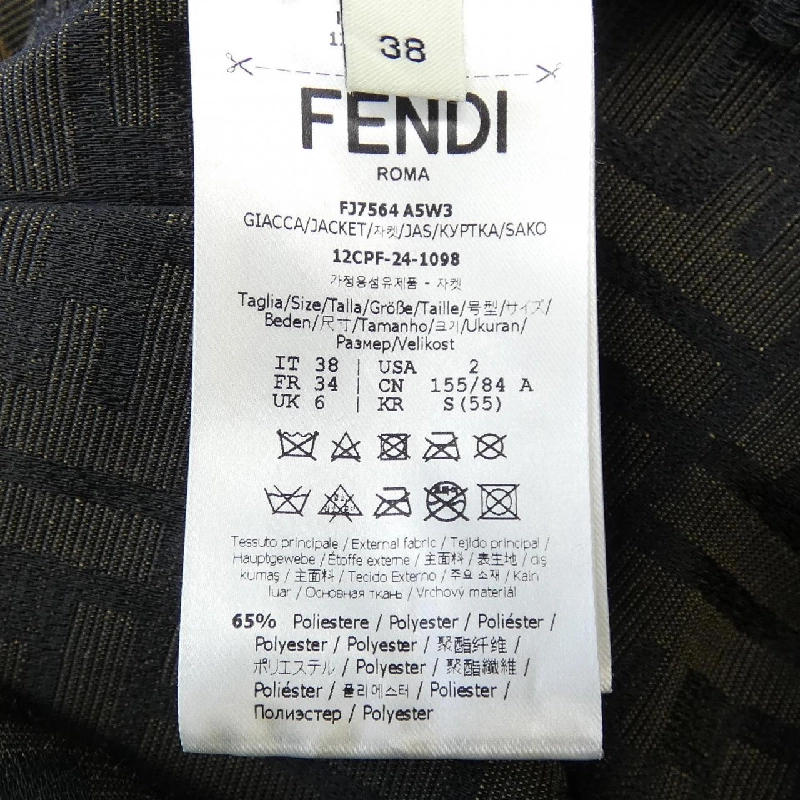 38
FENDI
ROMA
FJ7564 A5W3
GIACCA/JACKET/자켓/JAS/КУРТКА/SAKO
12CPF-24-1098
가정용섬유제품 - 자켓
Taglia/Size/Talla/Größe/Taille/号型/サイズ/
Beden/尺寸/Tamanho/크기/Ukuran/
Размер/Velikost
IT 38 | USA 2
FR 34 | CN 155/84 A
UK 6 | KR S(55)
Tessuto principale / External fabric / Tejido principal /
Hauptgewebe / Étoffe externe / 主面料 / 表生地 / dış
kumaş / 主面料 / Tecido Externo / 주요 소재 / Kain
luar / Основная ткань / Vrchový materiál
65% Poliestere / Polyester / Poliéster /
Polyester / Polyester / 聚酯纤维 /
ポリエステル / Polyester / 聚酯纖維 /
Poliéster / 폴리에스터 / Poliester /
Полиэстер / Polyester